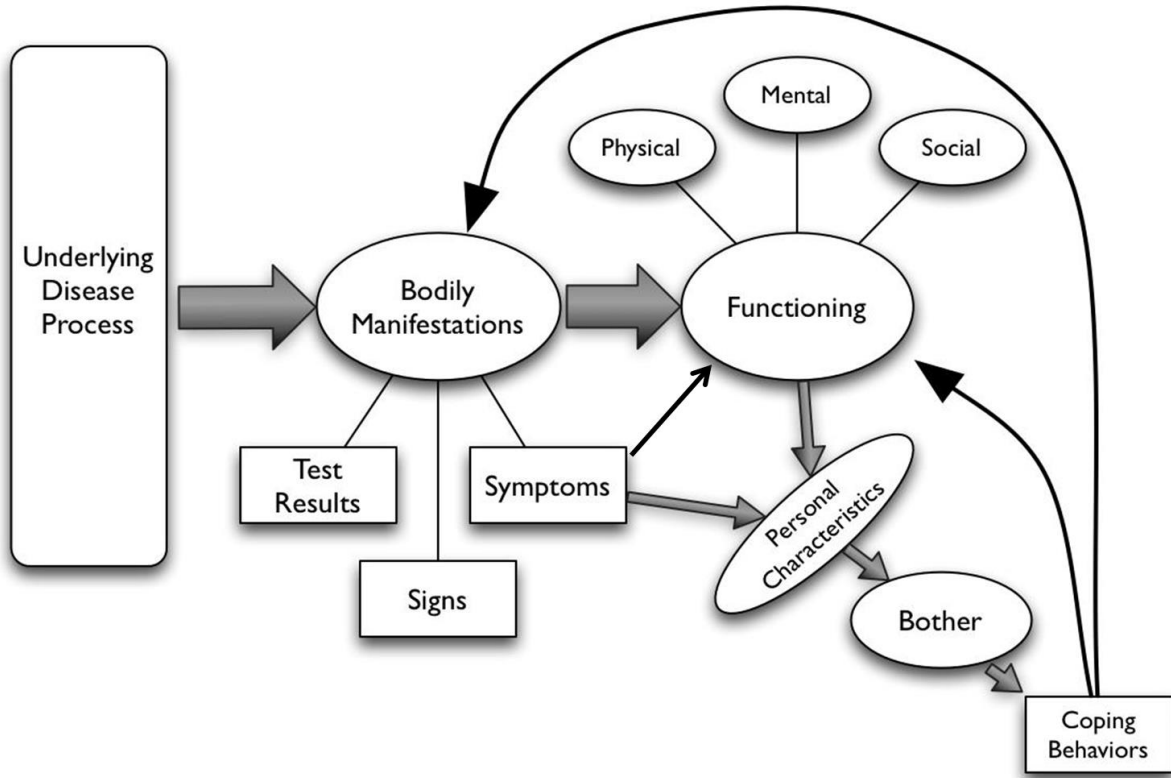 Mental
Physical
Social
Underlying
Disease
Process
Bodily
Manifestations
Functioning
Test
Results
Symptoms
Personal
Characteristics
Signs
Bother
Coping
Behaviors